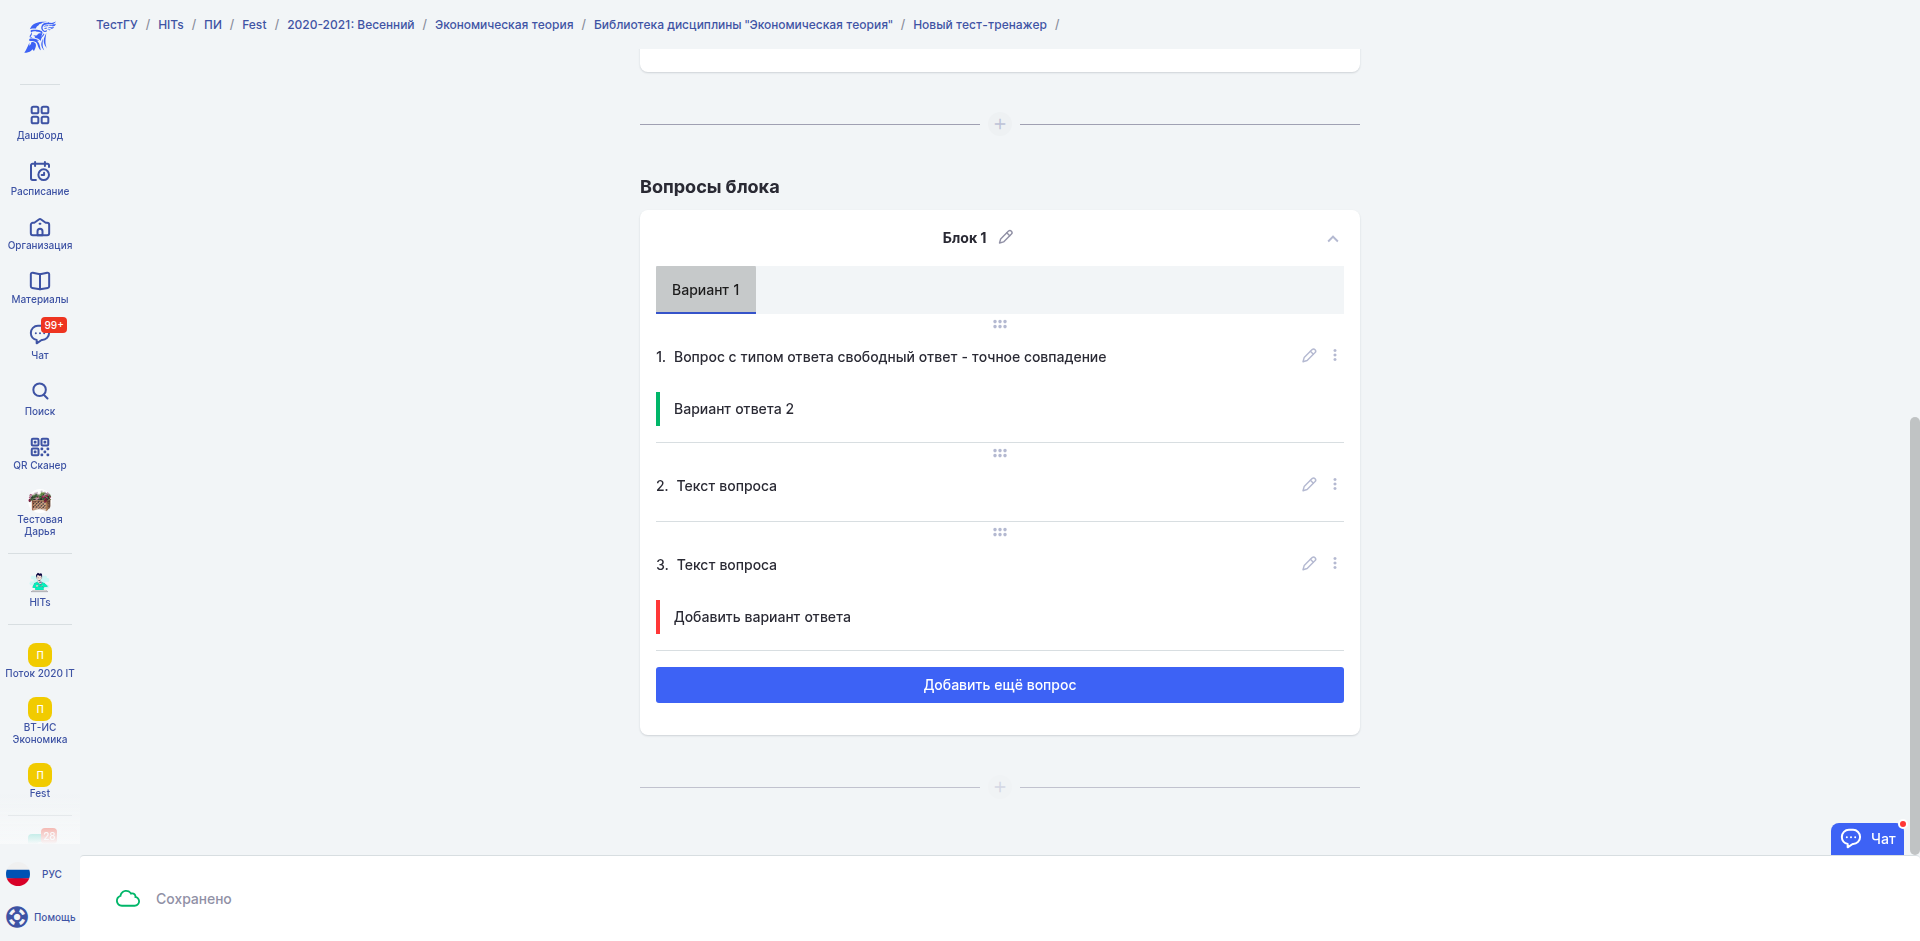 ТестГУ / HITs / ПИ / Fest / 2020-2021: Весенний / Экономическая теория / Библиотека дисциплины "Экономическая теория" / Новый тест-тренажер /
Дашборд
Расписание
Организация
Материалы
99+
Чат
Поиск
QR Сканер
Тестовая
Дарья
HITs
П
Поток 2020 IT
П
ВТ-ИС
Экономика
П
Fest
28
РУС
Помощь
Вопросы блока
Блок 1
Вариант 1
1. Вопрос с типом ответа свободный ответ - точное совпадение
Вариант ответа 2
2. Текст вопроса
3. Текст вопроса
Добавить вариант ответа
Добавить ещё вопрос
Чат
Сохранено